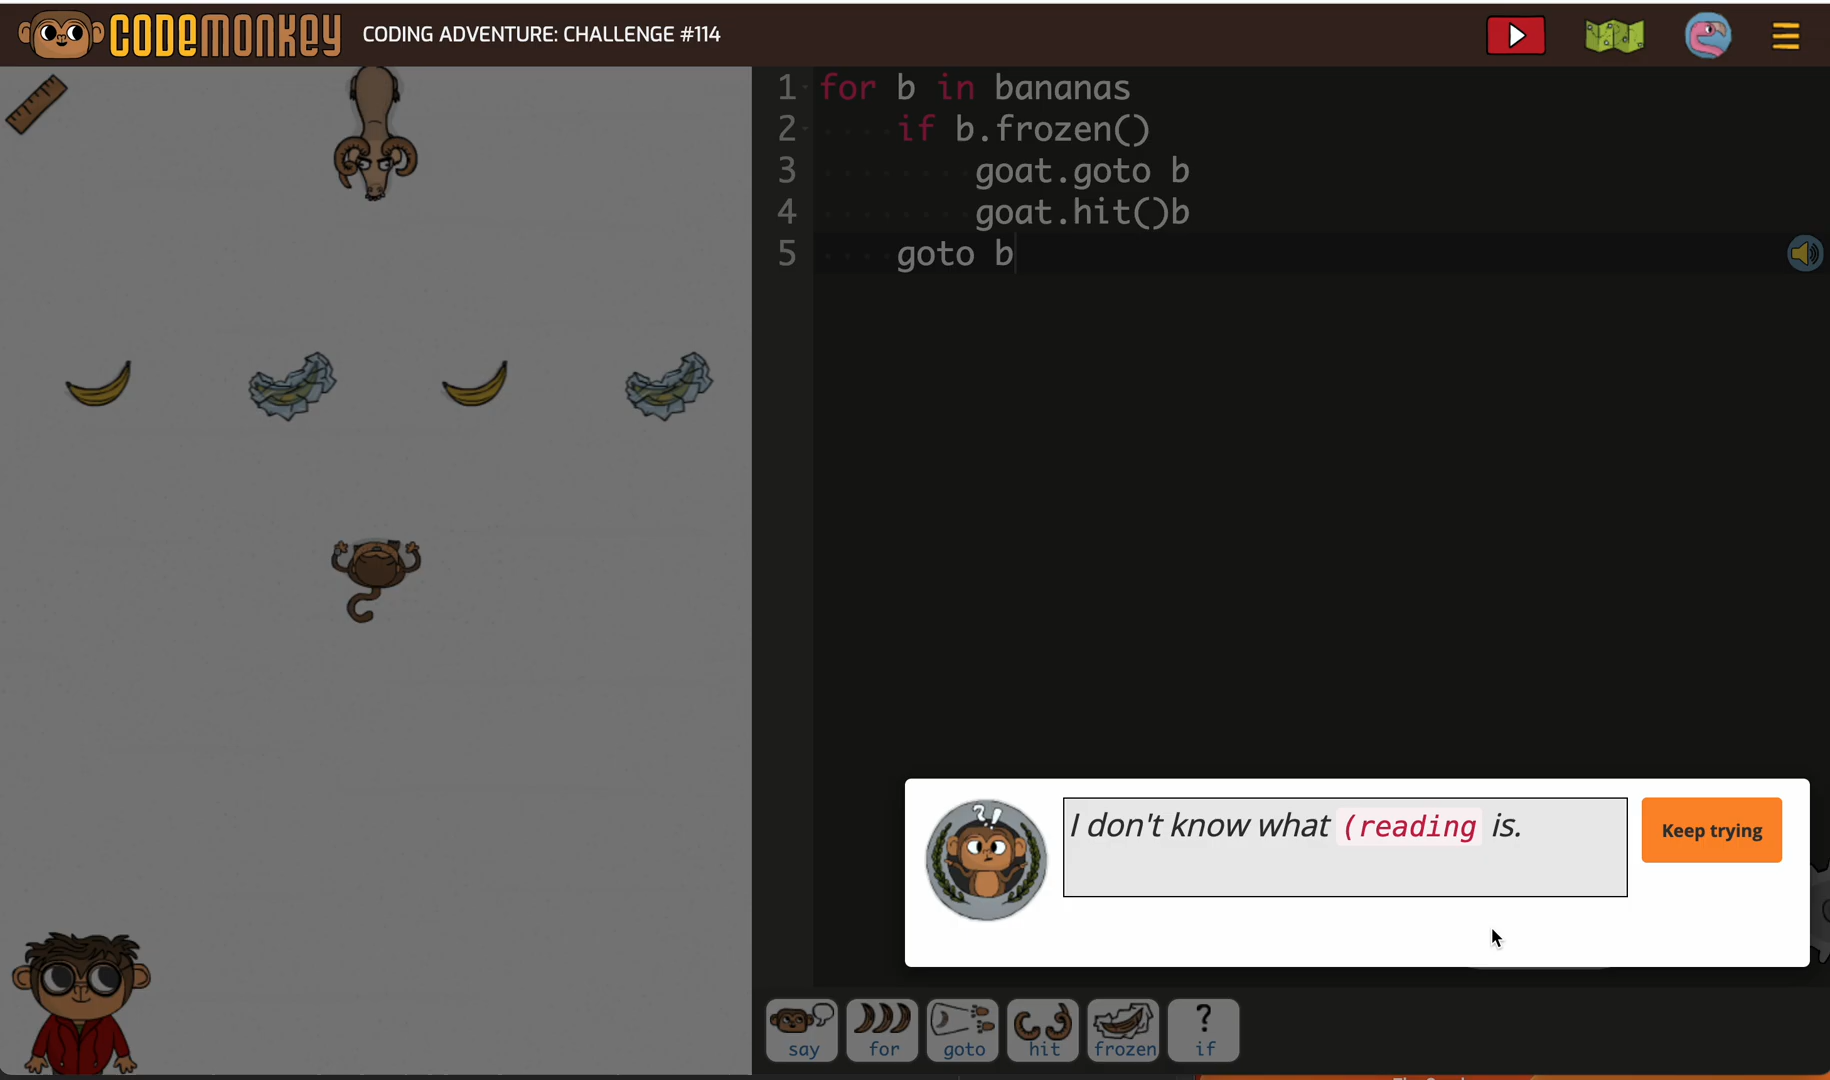 CODEMONKEY CODING ADVENTURE: CHALLENGE #114
1 for b in bananas
2 if b.frozen()
3 goat.goto b
4 goat.hit()b
5 goto b
?!
I don't know what (reading is.
Keep trying
?
say for goto hit frozen if